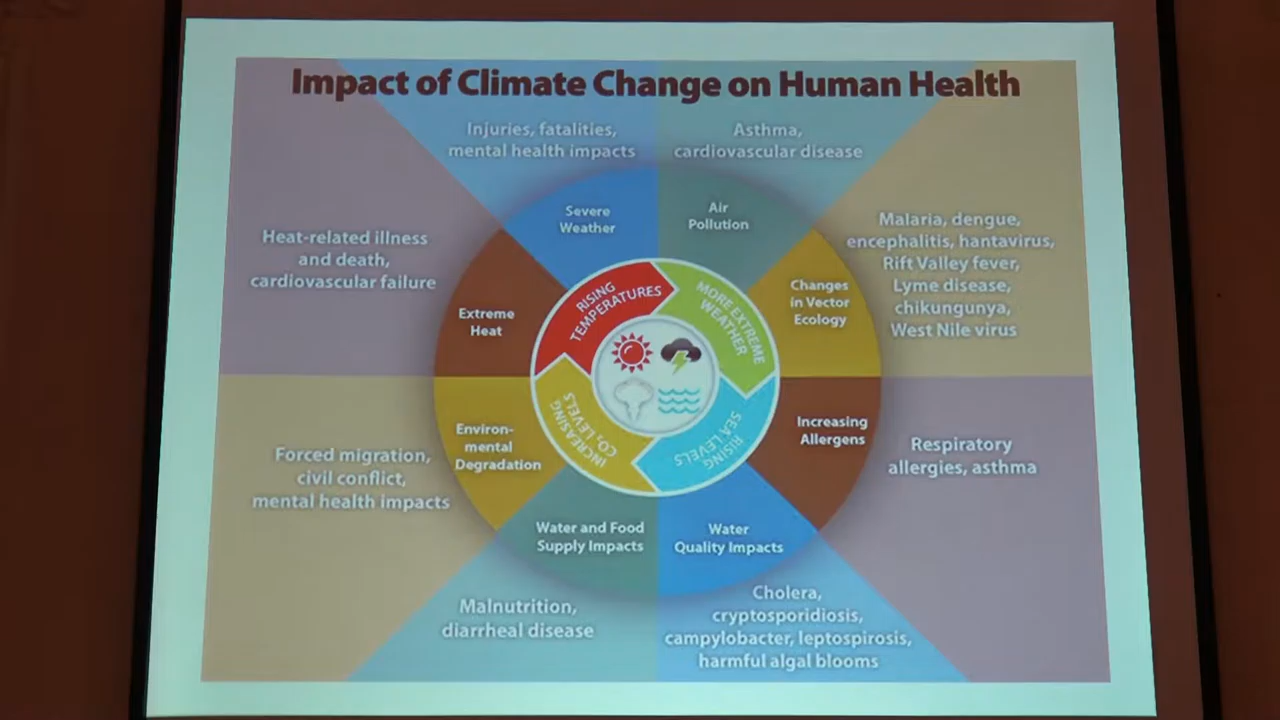 Impact of Climate Change on Human Health
Injuries, fatalities,
mental health impacts
Asthma,
cardiovascular disease
Severe
Weather
Air
Pollution
Heat-related illness
and death,
cardiovascular failure
Extreme
Heat
Malaria, dengue,
encephalitis, hantavirus,
Rift Valley fever,
Lyme disease,
chikungunya,
West Nile virus
Changes
in Vector
Ecology
RISING
TEMPERATURES
MORE EXTREME
WEATHER
INCREASING
CO₂ LEVELS
RISING
SEA LEVELS
Environ-
mental
Degradation
Forced migration,
civil conflict,
mental health impacts
Increasing
Allergens
Respiratory
allergies, asthma
Water and Food
Supply Impacts
Water
Quality Impacts
Malnutrition,
diarrheal disease
Cholera,
cryptosporidiosis,
campylobacter, leptospirosis,
harmful algal blooms